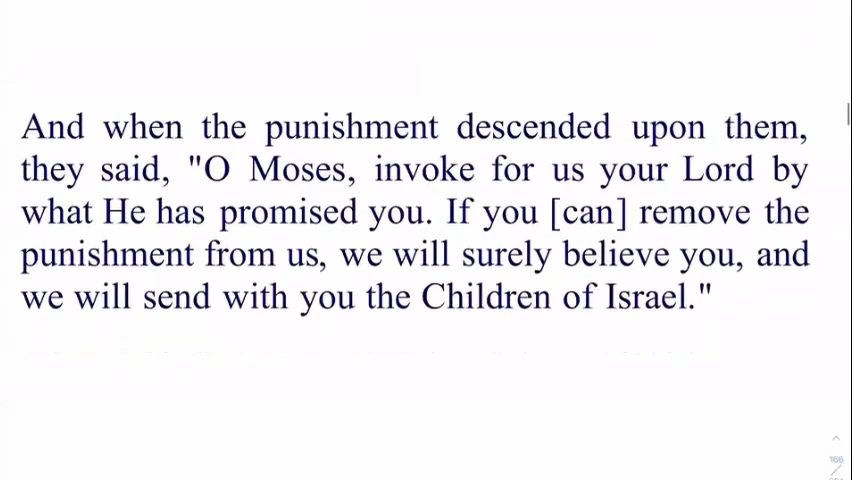 And when the punishment descended upon them,
they said, "O Moses, invoke for us your Lord by
what He has promised you. If you [can] remove the
punishment from us, we will surely believe you, and
we will send with you the Children of Israel."
166